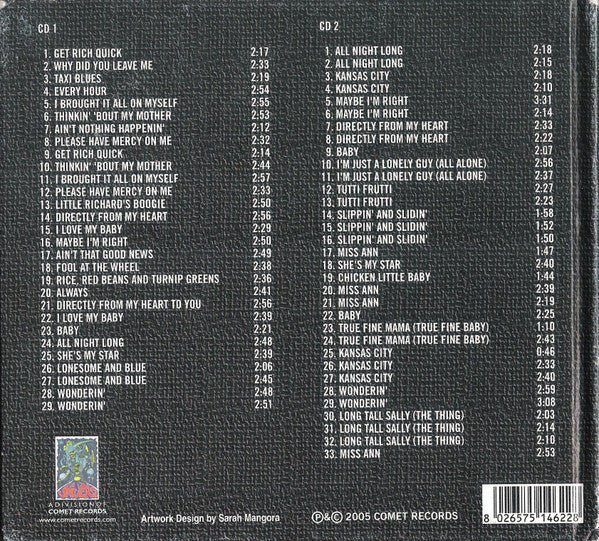 CD 1
1. GET RICH QUICK 2:17
2. WHY DID YOU LEAVE ME 2:33
3. TAXI BLUES 2:19
4. EVERY HOUR 2:54
5. I BROUGHT IT ALL ON MYSELF 2:55
6. THINKIN' 'BOUT MY MOTHER 2:53
7. AIN'T NOTHING HAPPENIN' 2:12
8. PLEASE HAVE MERCY ON ME 2:32
9. GET RICH QUICK 2:14
10. THINKIN' 'BOUT MY MOTHER 2:44
11. I BROUGHT IT ALL ON MYSELF 2:57
12. PLEASE HAVE MERCY ON ME 2:33
13. LITTLE RICHARD'S BOOGIE 2:50
14. DIRECTLY FROM MY HEART 2:56
15. I LOVE MY BABY 2:29
16. MAYBE I'M RIGHT 2:50
17. AIN'T THAT GOOD NEWS 2:49
18. FOOL AT THE WHEEL 2:38
19. RICE, RED BEANS AND TURNIP GREENS 2:36
20. ALWAYS 2:41
21. DIRECTLY FROM MY HEART TO YOU 2:56
22. I LOVE MY BABY 2:39
23. BABY 2:21
24. ALL NIGHT LONG 2:48
25. SHE'S MY STAR 2:39
26. LONESOME AND BLUE 2:06
27. LONESOME AND BLUE 2:45
28. WONDERIN' 2:48
29. WONDERIN' 2:51
CD 2
1. ALL NIGHT LONG 2:18
2. ALL NIGHT LONG 2:15
3. KANSAS CITY 2:18
4. KANSAS CITY 2:10
5. MAYBE I'M RIGHT 3:31
6. MAYBE I'M RIGHT 2:14
7. DIRECTLY FROM MY HEART 2:33
8. DIRECTLY FROM MY HEART 2:22
9. BABY 2:07
10. I'M JUST A LONELY GUY (ALL ALONE) 2:56
11. I'M JUST A LONELY GUY (ALL ALONE) 2:37
12. TUTTI FRUTTI 2:27
13. TUTTI FRUTTI 2:23
14. SLIPPIN' AND SLIDIN' 1:58
15. SLIPPIN' AND SLIDIN' 1:52
16. SLIPPIN' AND SLIDIN' 1:50
17. MISS ANN 1:47
18. SHE'S MY STAR 2:40
19. CHICKEN LITTLE BABY 1:44
20. MISS ANN 2:39
21. MISS ANN 2:19
22. BABY 2:25
23. TRUE FINE MAMA (TRUE FINE BABY) 1:10
24. TRUE FINE MAMA (TRUE FINE BABY) 2:43
25. KANSAS CITY 0:46
26. KANSAS CITY 2:33
27. KANSAS CITY 2:40
28. WONDERIN' 2:59
29. WONDERIN' 3:08
30. LONG TALL SALLY (THE THING) 2:03
31. LONG TALL SALLY (THE THING) 2:14
32. LONG TALL SALLY (THE THING) 2:10
33. MISS ANN 2:53
A DIVISION OF
COMET RECORDS
www.cometrecords.com
Artwork Design by Sarah Mangora
℗&© 2005 COMET RECORDS
8 026575 146228